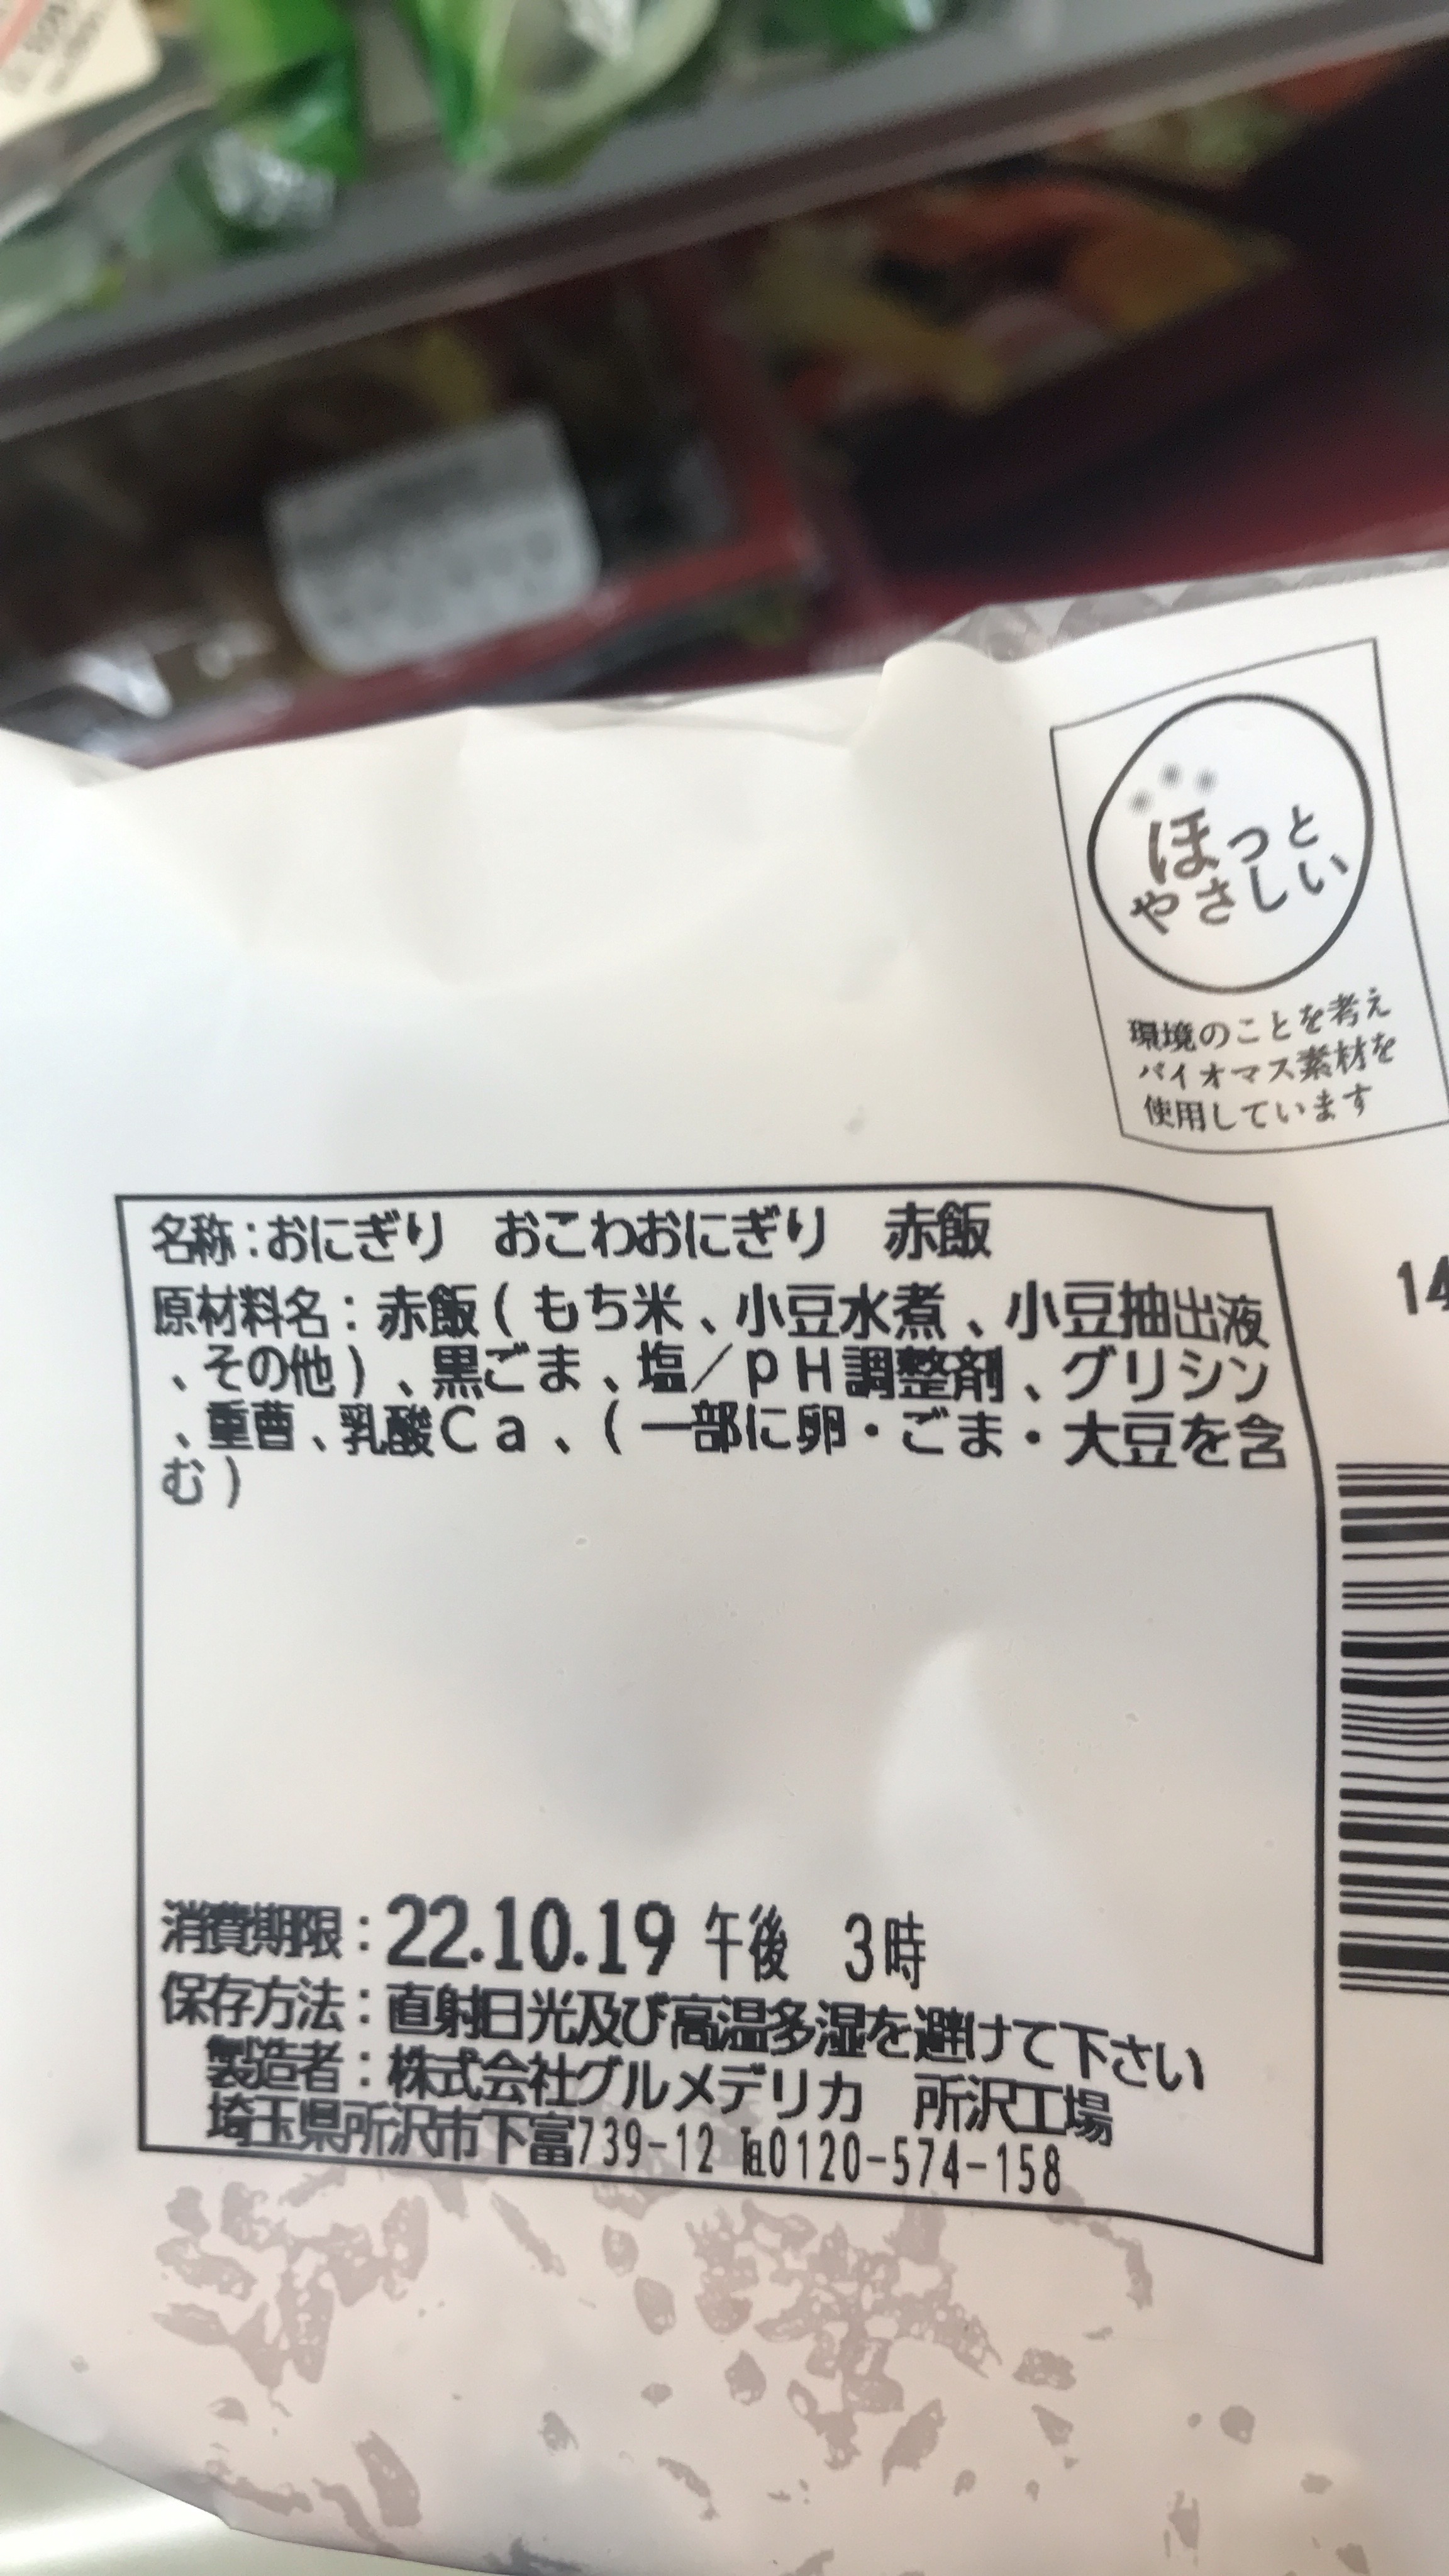 ほっと
やさしい
環境のことを考え
バイオマス素材を
使用しています
名称:おにぎり　おこわおにぎり　赤飯
原材料名:赤飯(もち米、小豆水煮、小豆抽出液
、その他)、黒ごま、塩/pH調整剤、グリシン
、重曹、乳酸Ca、(一部に卵・ごま・大豆を含
む)
14
消費期限:22.10.19 午後　3時
保存方法:直射日光及び高温多湿を避けて下さい
製造者:株式会社グルメデリカ　所沢工場
埼玉県所沢市下富739-12 ℡0120-574-158